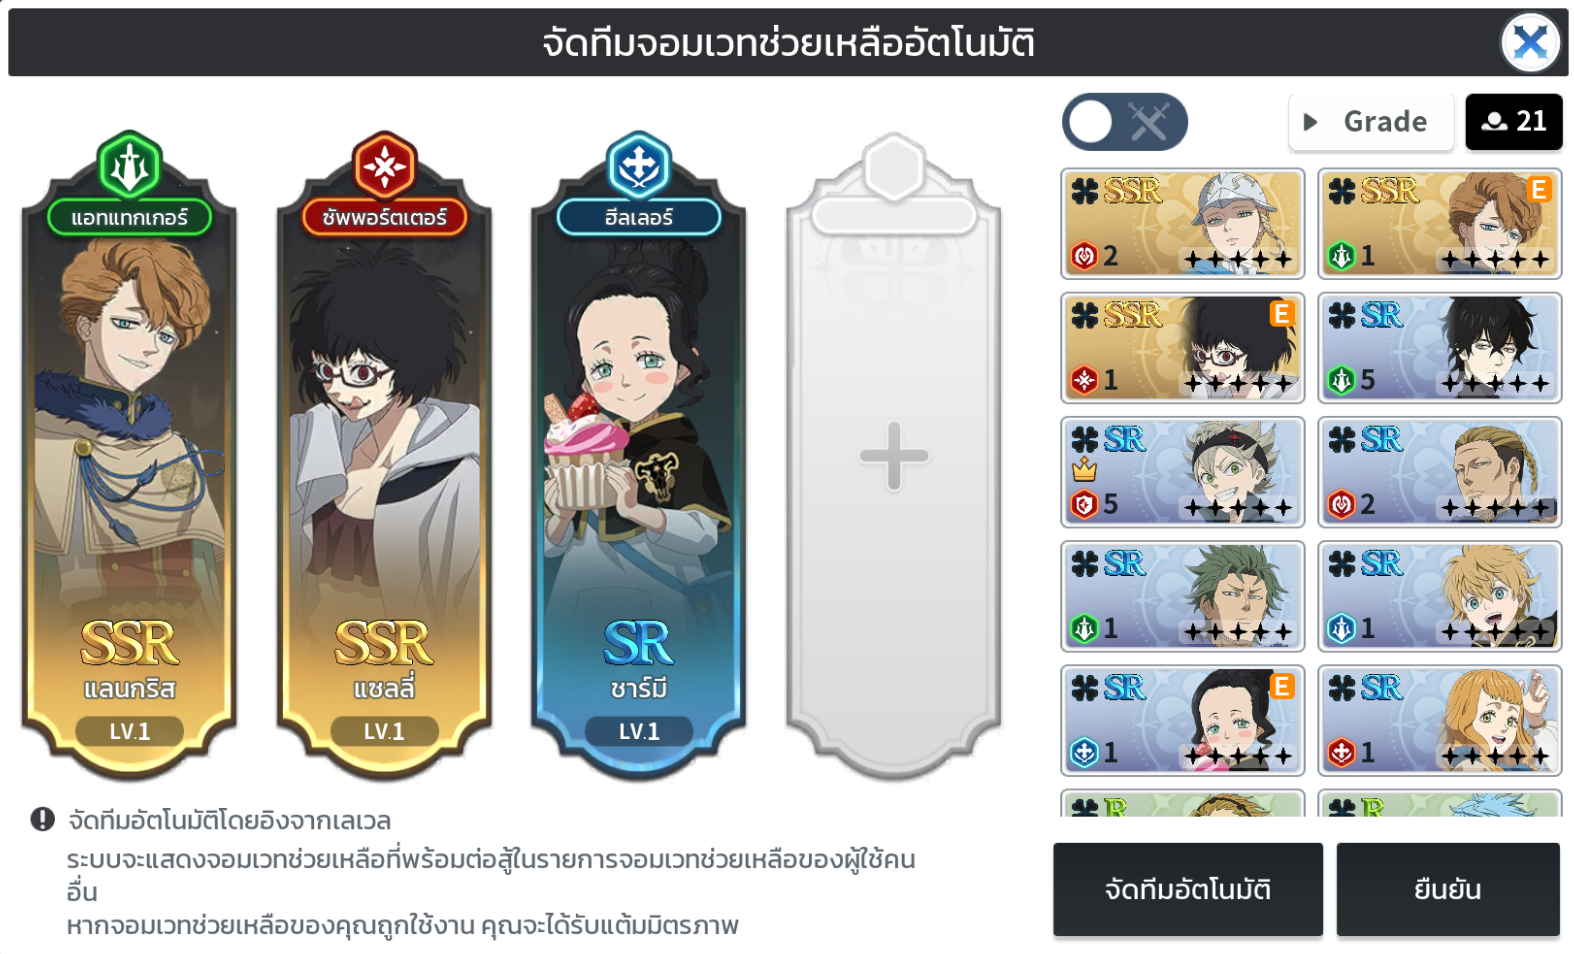 จัดทีมจอมเวทช่วยเหลืออัตโนมัติ
Grade
21
แอทแทกเกอร์
ซัพพอร์ตเตอร์
ฮีลเลอร์
SSR
แลนกริส
LV.1
SSR
แซลลี่
LV.1
SR
ชาร์มี
LV.1
SSR
2
SSR
E
1
SSR
E
1
SR
5
SR
5
SR
2
SR
1
SR
1
SR
E
1
SR
1
R
R
จัดทีมอัตโนมัติโดยอิงจากเลเวล
ระบบจะแสดงจอมเวทช่วยเหลือที่พร้อมต่อสู้ในรายการจอมเวทช่วยเหลือของผู้ใช้คน
อื่น
หากจอมเวทช่วยเหลือของคุณถูกใช้งาน คุณจะได้รับแต้มมิตรภาพ
จัดทีมอัตโนมัติ
ยืนยัน